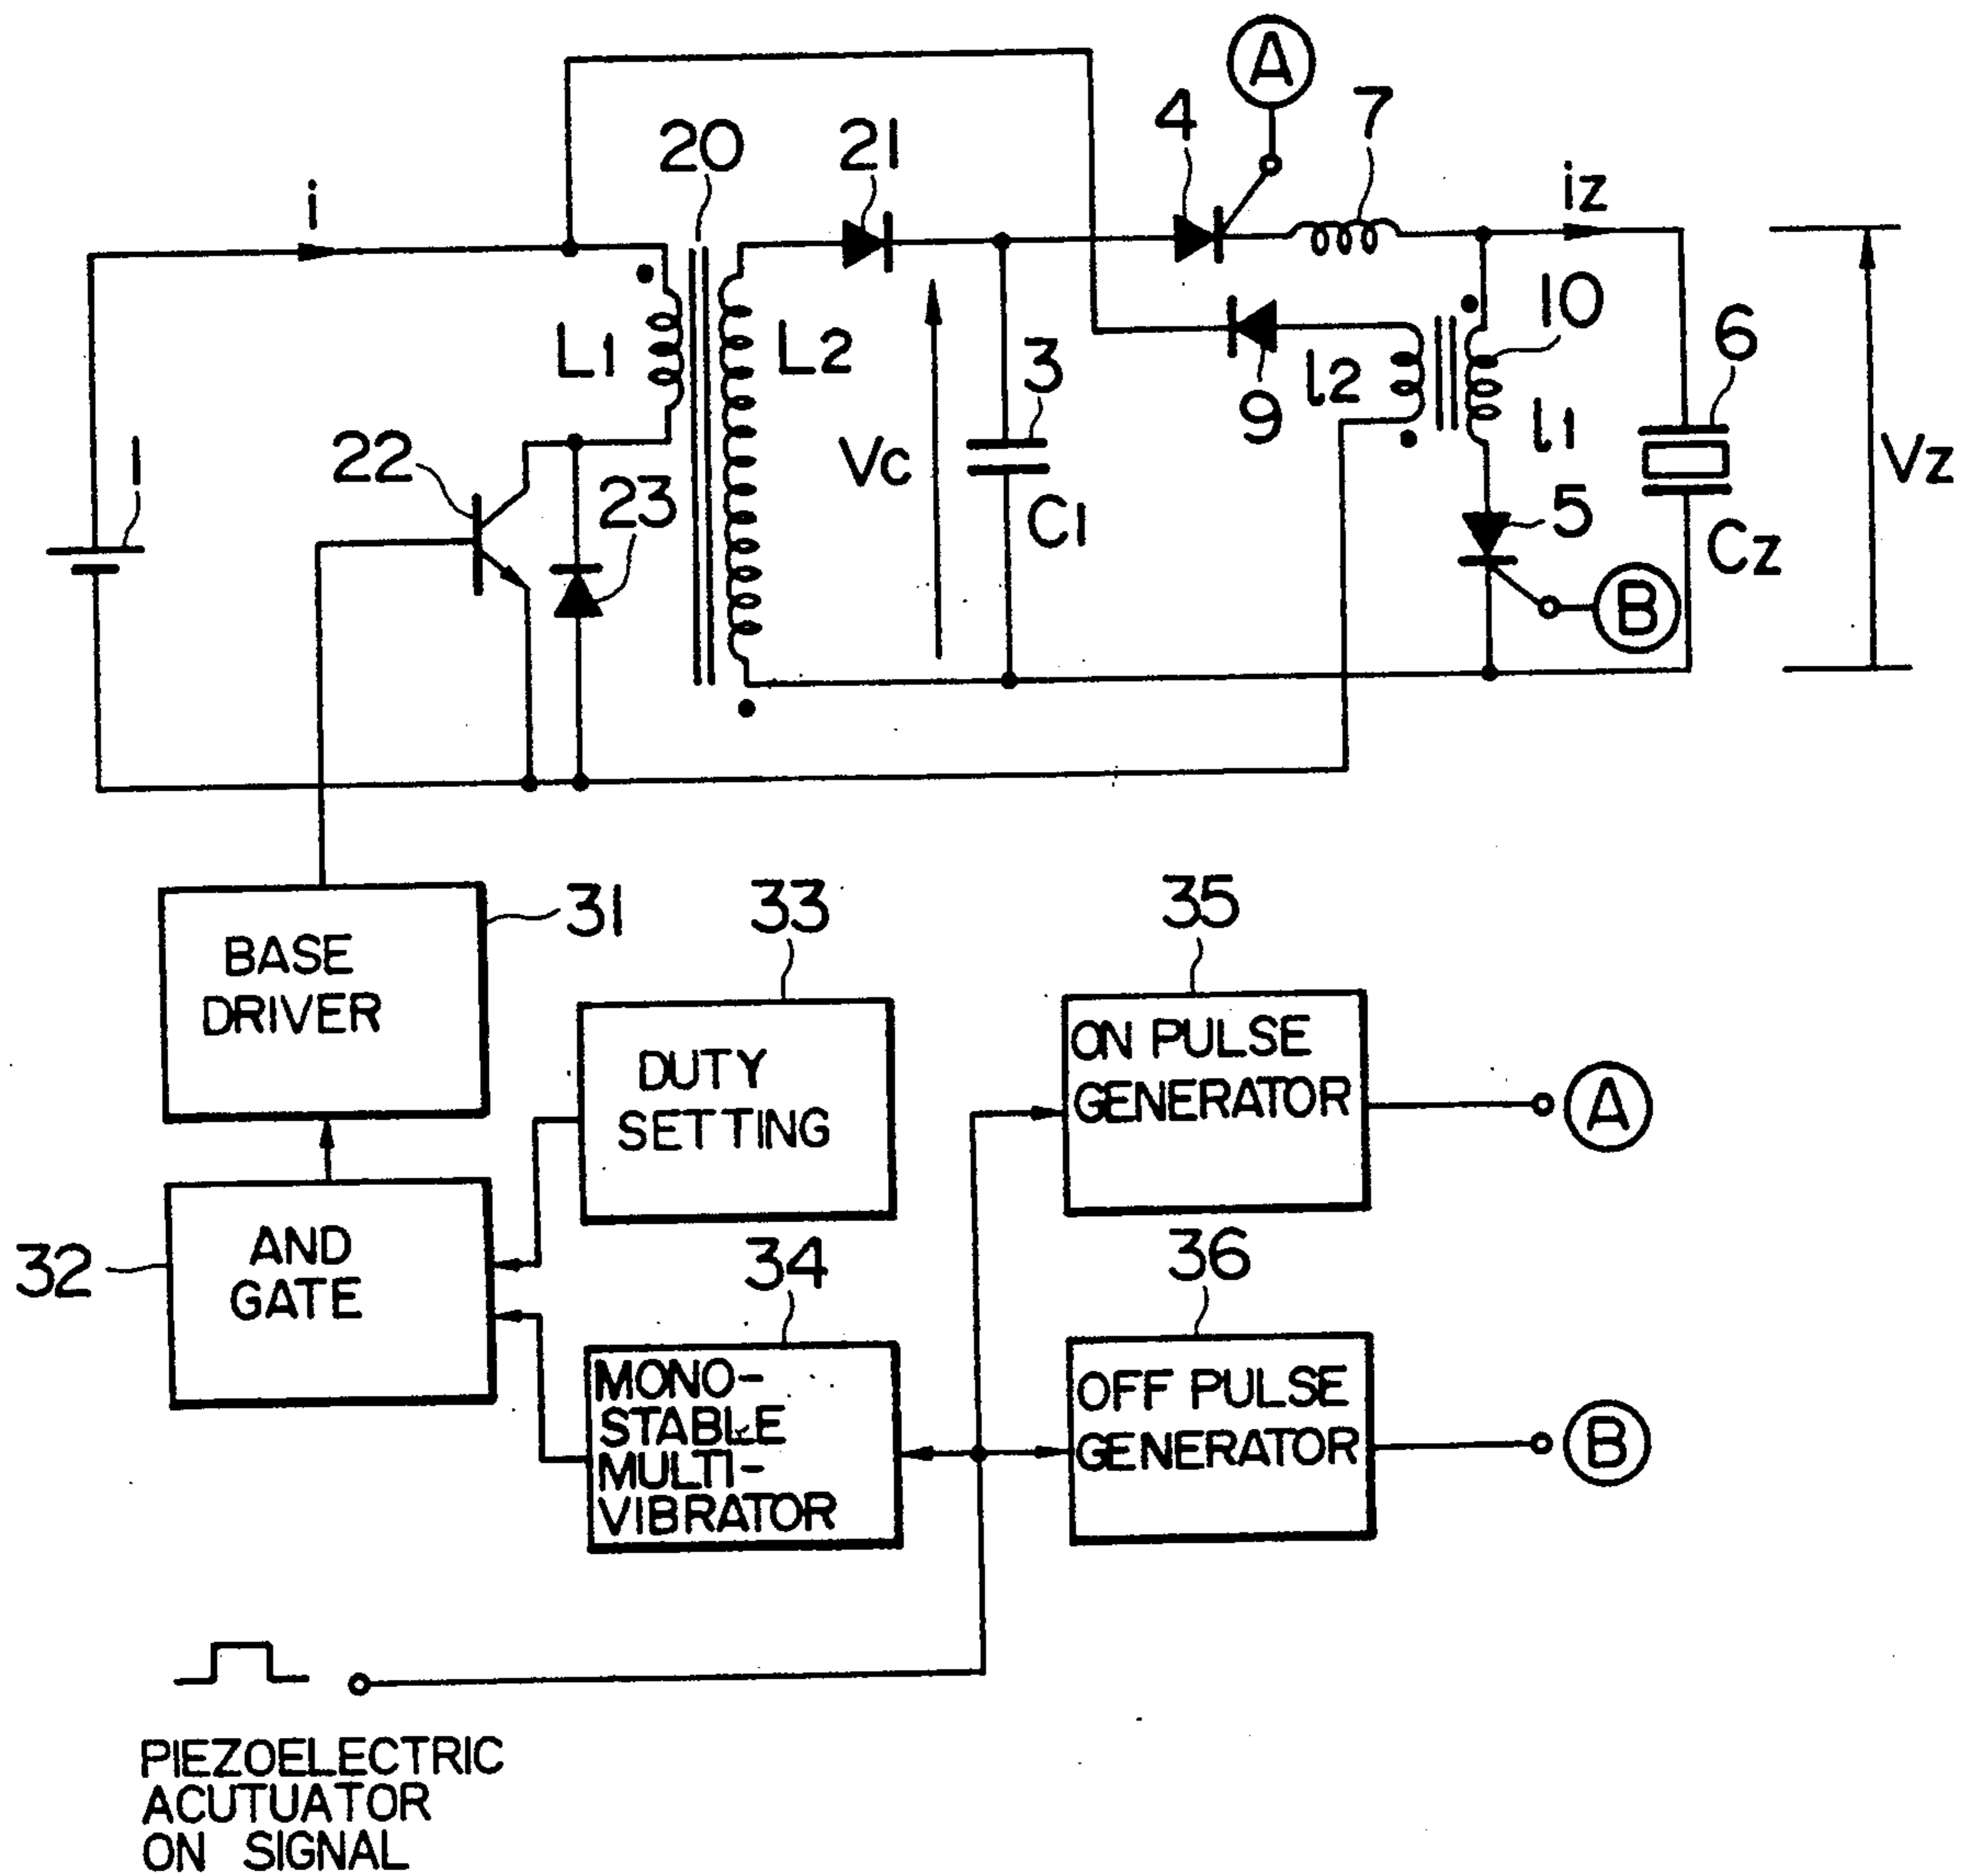 A
4
7
20
21
i
iz
L1
L2
10
6
3
l2
9
l1
22
1
23
Vc
C1
5
Cz
Vz
B
31
33
35
BASE
DRIVER
DUTY
SETTING
ON PULSE
GENERATOR
A
32
AND
GATE
34
36
MONO-
STABLE
MULTI-
VIBRATOR
OFF PULSE
GENERATOR
B
PIEZOELECTRIC
ACUTUATOR
ON SIGNAL